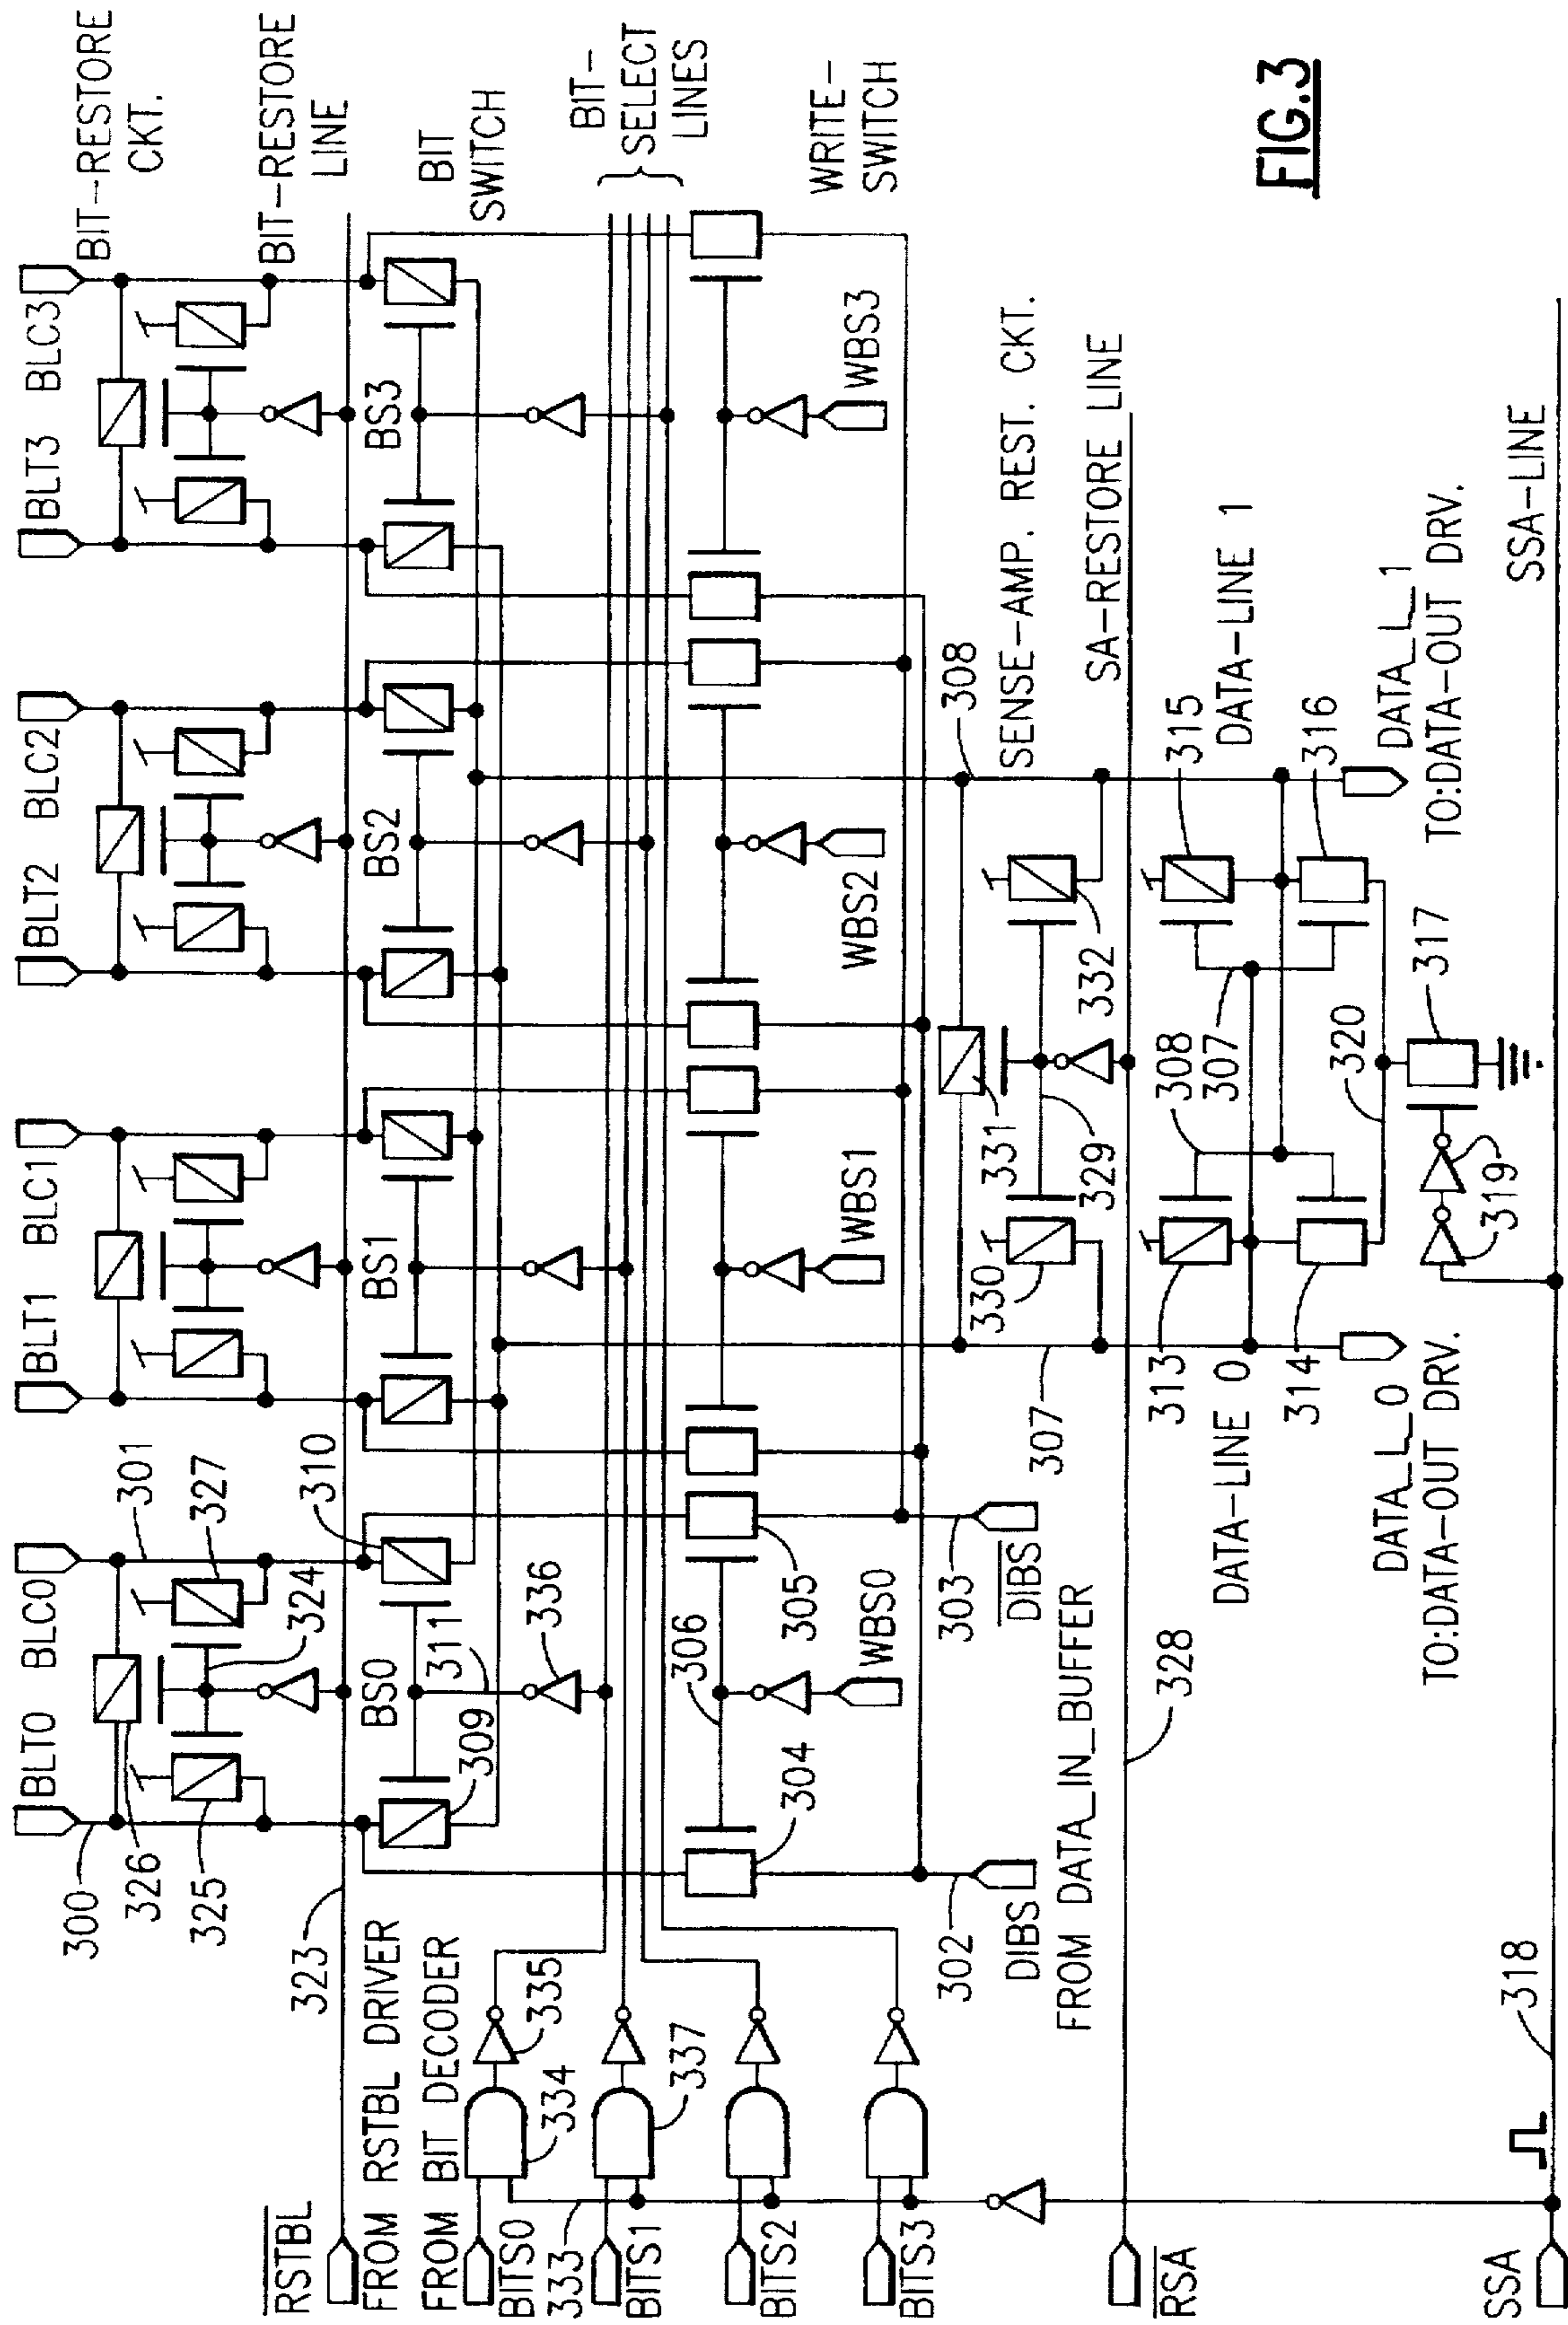 BIT-RESTORE
CKT.
BIT-RESTORE
LINE
BIT
SWITCH
BIT-
SELECT
LINES
WRITE-
SWITCH
FIG.3
BLT0 BLC0
BLT1 BLC1
BLT2 BLC2
BLT3 BLC3
300
301
326
325
327
324
310
323
BS0
BS1
BS2
BS3
311
309
336
306
305
304
WBS0
WBS1
WBS2
WBS3
RSTBL
FROM RSTBL DRIVER
FROM BIT DECODER
BITS0
333
BITS1
BITS2
BITS3
335
334
337
302
DIBS
303
DIBS
FROM DATA_IN_BUFFER
307
308
SENSE-AMP. REST. CKT.
SA-RESTORE LINE
330
331
329
332
328
RSA
313
314
308
307
315
316
DATA-LINE 0
DATA-LINE 1
320
317
319
DATA_L_0
TO:DATA-OUT DRV.
DATA_L_1
TO:DATA-OUT DRV.
SSA-LINE
318
SSA